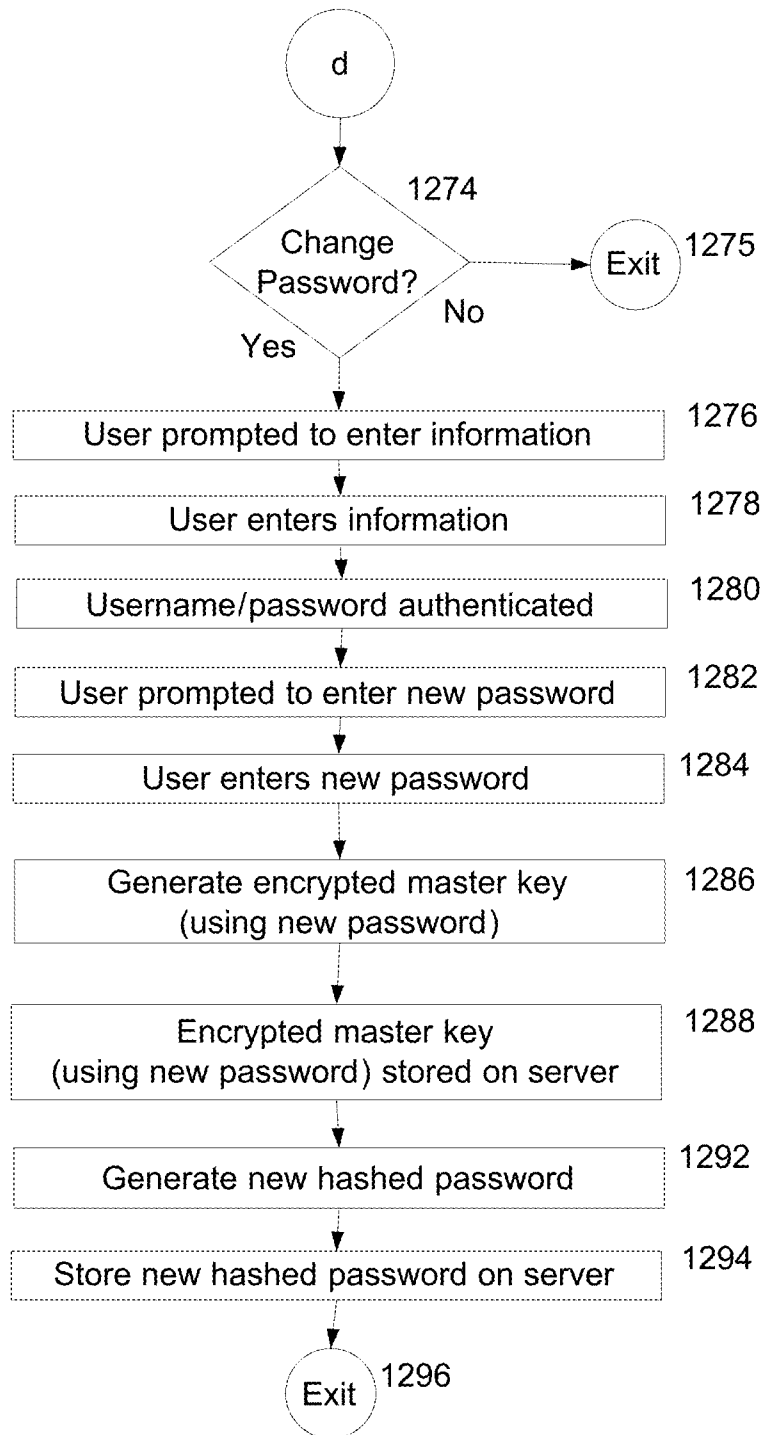 d
1274
Change
Password?
Exit
1275
No
Yes
1276
User prompted to enter information
1278
User enters information
1280
Username/password authenticated
1282
User prompted to enter new password
1284
User enters new password
1286
Generate encrypted master key
(using new password)
1288
Encrypted master key
(using new password) stored on server
1292
Generate new hashed password
1294
Store new hashed password on server
Exit
1296